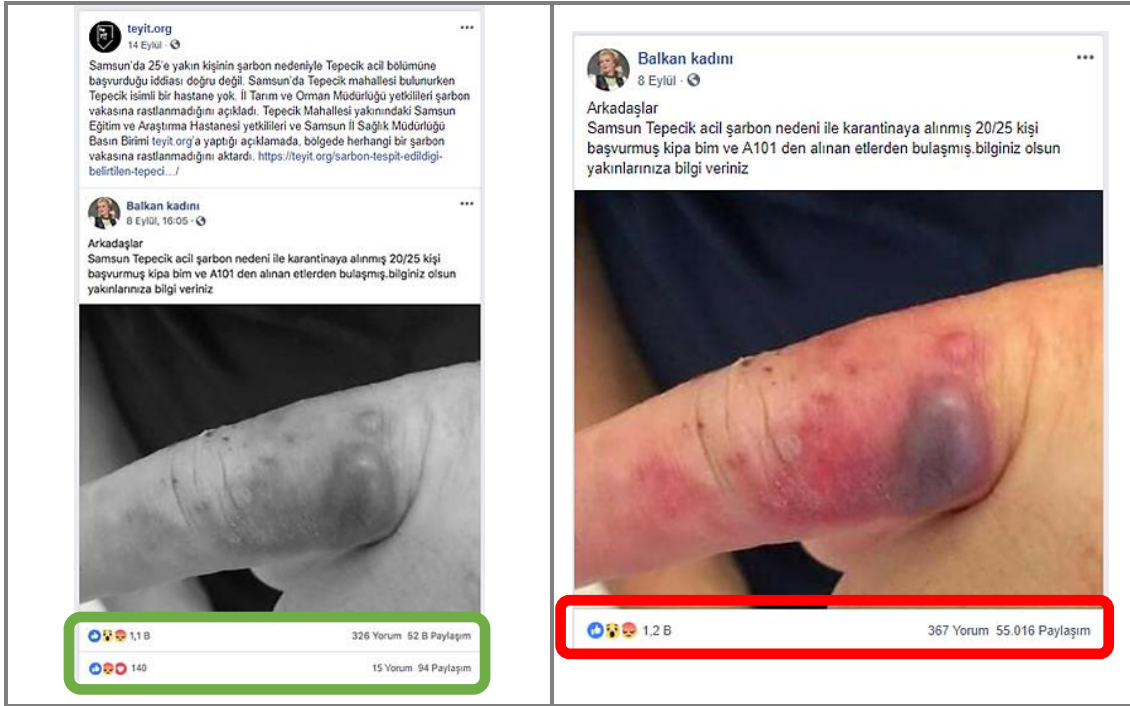 teyit.org
14 Eylül
Samsun'da 25'e yakın kişinin şarbon nedeniyle Tepecik acil bölümüne
başvurduğu iddiası doğru değil. Samsun'da Tepecik mahallesi bulunurken
Tepecik isimli bir hastane yok. İl Tarım ve Orman Müdürlüğü yetkilileri şarbon
vakasına rastlanmadığını açıkladı. Tepecik Mahallesi yakınındaki Samsun
Eğitim ve Araştırma Hastanesi yetkilileri ve Samsun İl Sağlık Müdürlüğü
Basın Birimi teyit.org'a yaptığı açıklamada, bölgede herhangi bir şarbon
vakasına rastlanmadığını aktardı. https://teyit.org/sarbon-tespit-edildigi-
belirtilen-tepeci.../
Balkan kadını
8 Eylül, 16:05
Arkadaşlar
Samsun Tepecik acil şarbon nedeni ile karantinaya alınmış 20/25 kişi
başvurmuş kipa bim ve A101 den alınan etlerden bulaşmış.bilginiz olsun
yakınlarınıza bilgi veriniz
1,1 B
326 Yorum 52 B Paylaşım
140
15 Yorum 94 Paylaşım
Balkan kadını
8 Eylül
Arkadaşlar
Samsun Tepecik acil şarbon nedeni ile karantinaya alınmış 20/25 kişi
başvurmuş kipa bim ve A101 den alınan etlerden bulaşmış.bilginiz olsun
yakınlarınıza bilgi veriniz
1,2 B
367 Yorum 55.016 Paylaşım